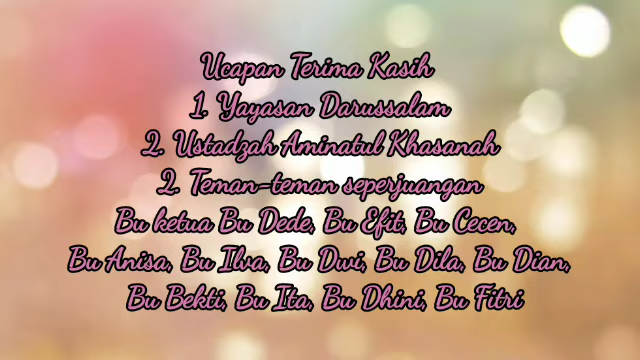 Ucapan Terima Kasih
1. Yayasan Darussalam
2. Ustadzah Aminatul Khasanah
2. Teman-teman seperjuangan
Bu ketua Bu Dede, Bu Efit, Bu Cecen,
Bu Anisa, Bu Ilva, Bu Dwi, Bu Dila, Bu Dian,
Bu Bekti, Bu Ita, Bu Dhini, Bu Fitri